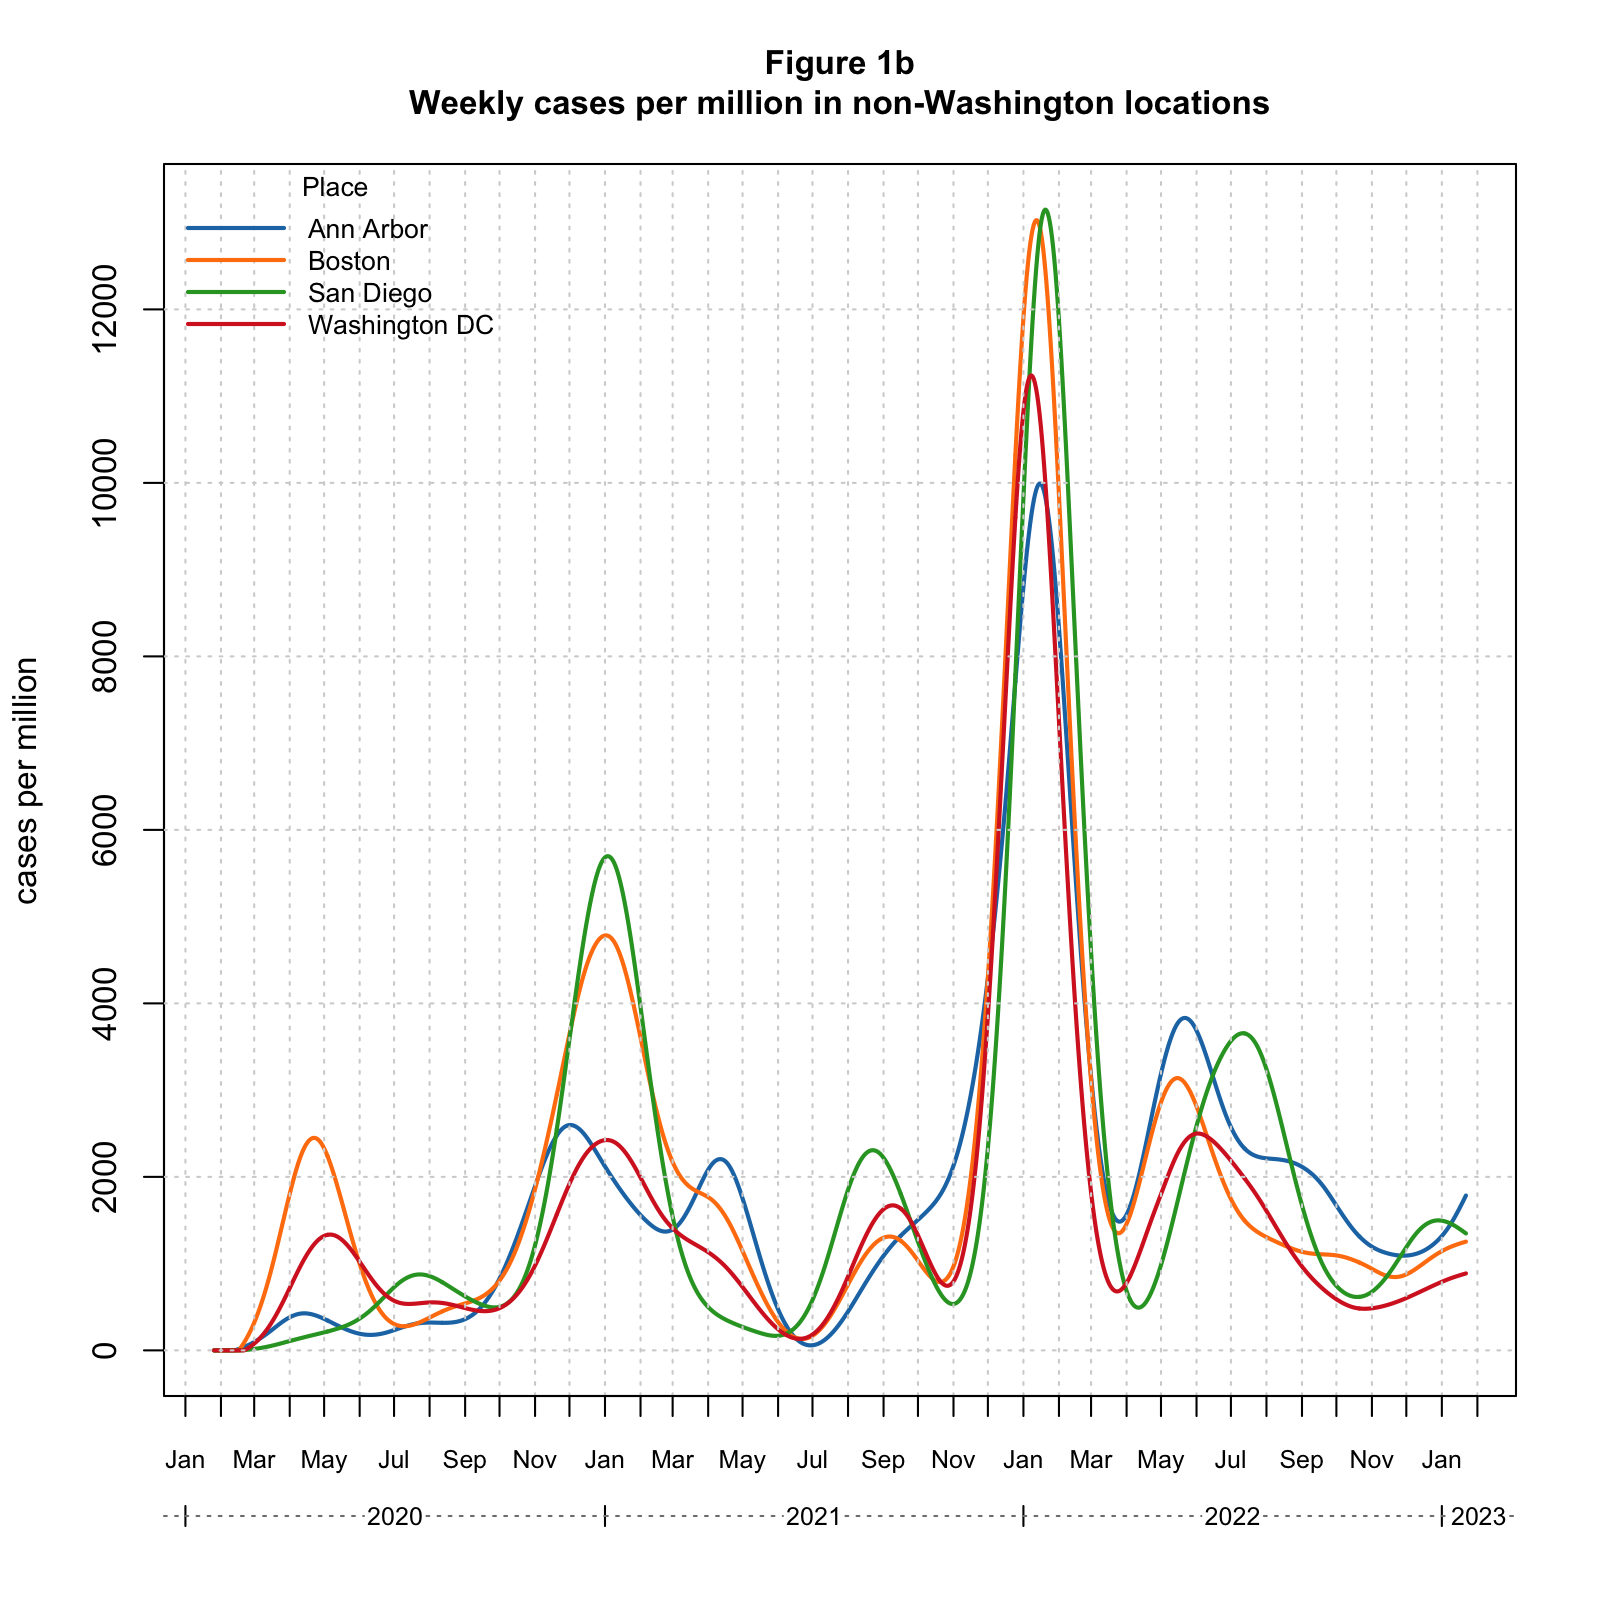 Figure 1b
Weekly cases per million in non-Washington locations
Place
Ann Arbor
Boston
San Diego
Washington DC
cases per million
12000
10000
8000
6000
4000
2000
0
Jan Mar May Jul Sep Nov Jan Mar May Jul Sep Nov Jan Mar May Jul Sep Nov Jan
2020 2021 2022 2023